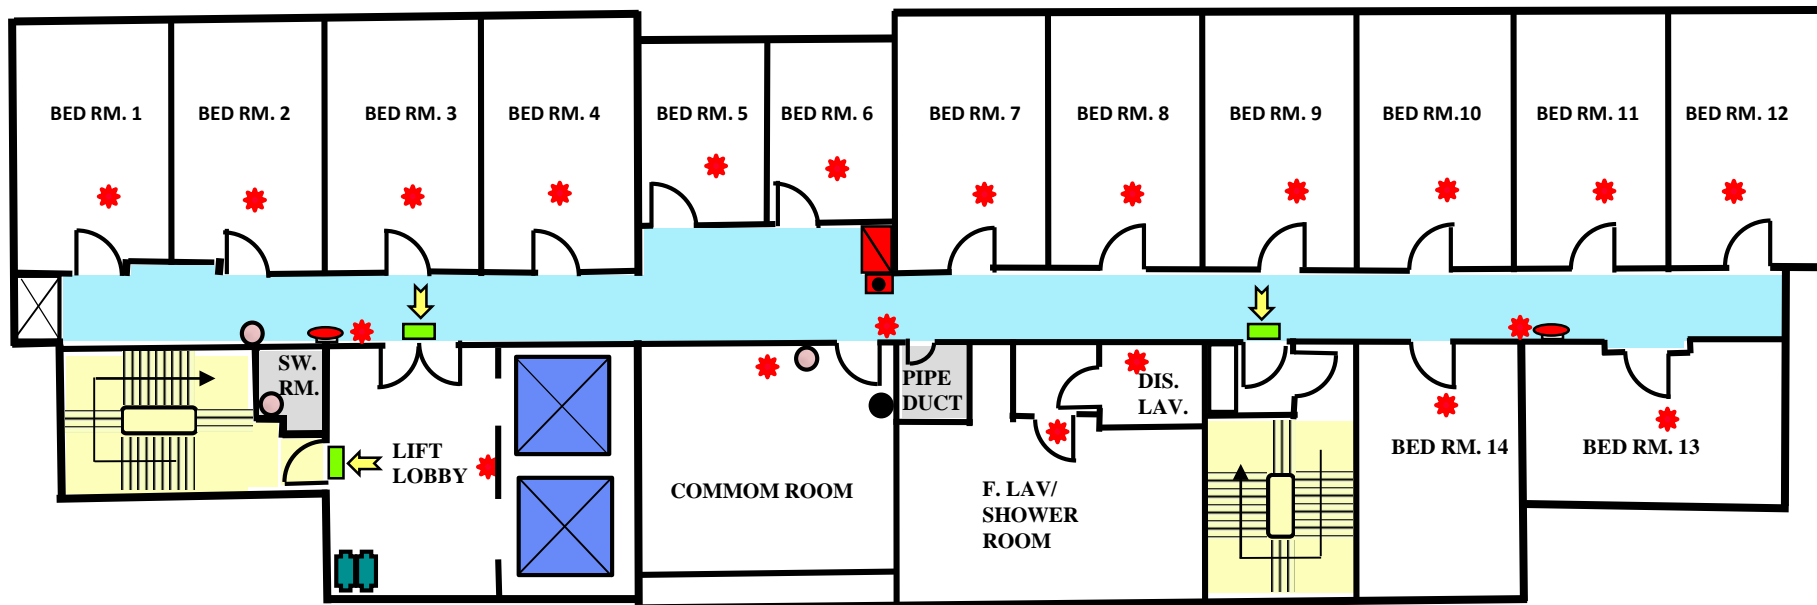 BED RM. 1
BED RM. 2
BED RM. 3
BED RM. 4
BED RM. 5
BED RM. 6
BED RM. 7
BED RM. 8
BED RM. 9
BED RM.10
BED RM. 11
BED RM. 12
SW.
RM.
LIFT
LOBBY
COMMOM ROOM
PIPE
DUCT
DIS.
LAV.
F. LAV/
SHOWER
ROOM
BED RM. 14
BED RM. 13